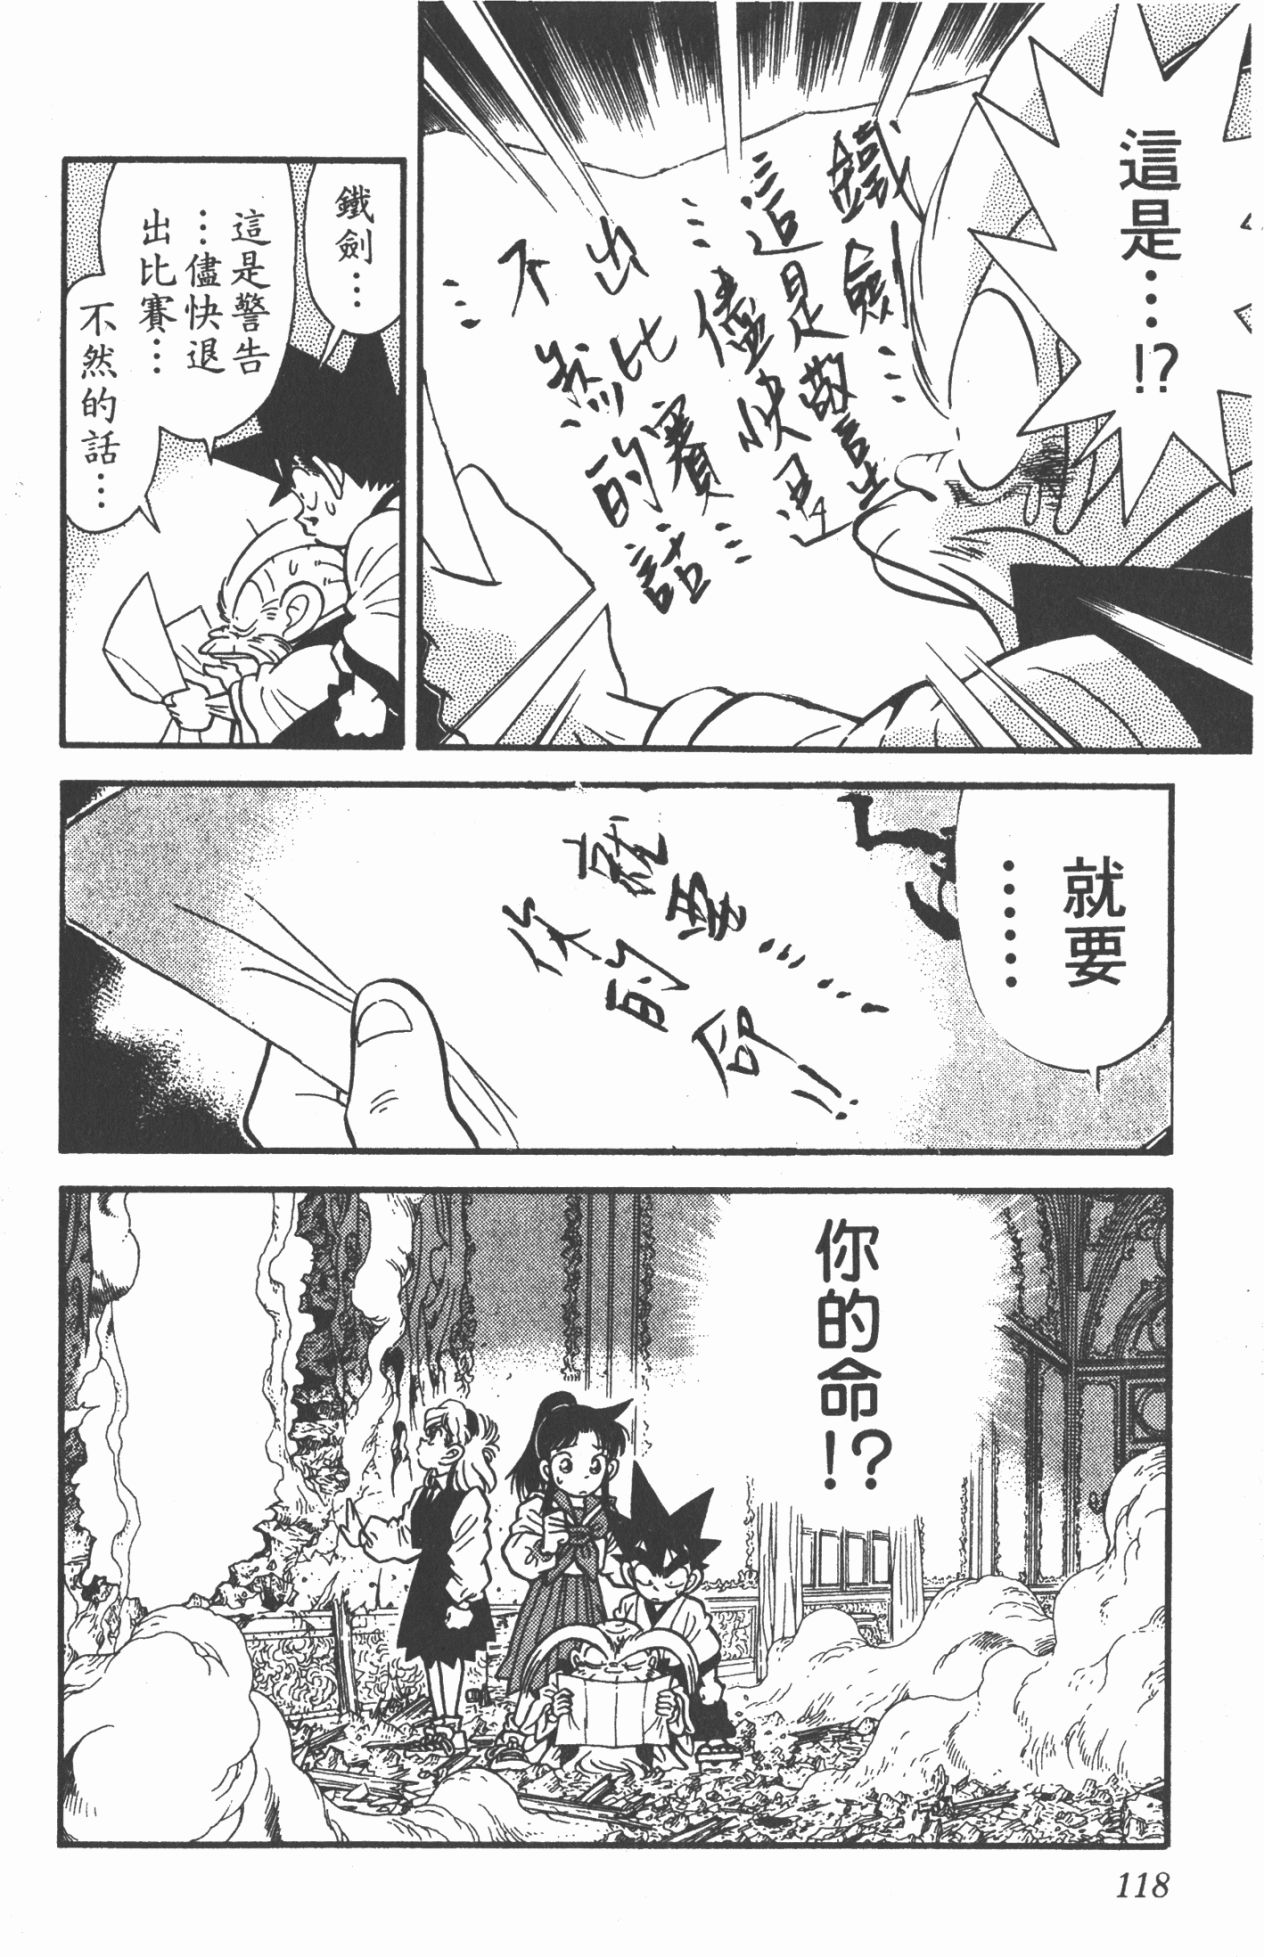 這是…!?
鐵劍…
這是警告
…儘快退
出比賽…
不然的話…
鐵劍…
這是警告
…儘快退
出比賽…
不然的話…
就要
……
就要……
你的命!!
你的命!?
118